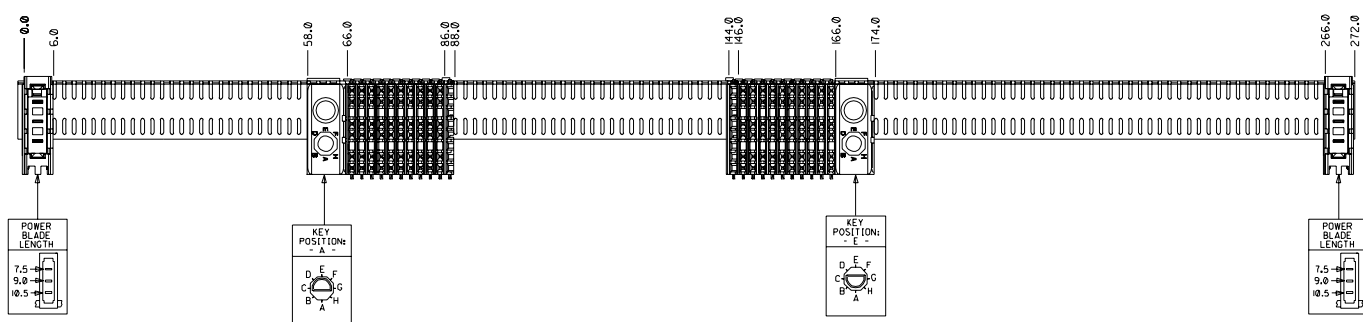 0.0
6.0
58.0
66.0
86.0
88.0
144.0
146.0
166.0
174.0
266.0
272.0
E
D F
B H
A
E
D F
B H
A
POWER
BLADE
LENGTH
7.5
9.0
10.5
KEY
POSITION:
- A -
E
D F
C G
B H
A
KEY
POSITION:
- E -
E
D F
C G
B H
A
POWER
BLADE
LENGTH
7.5
9.0
10.5